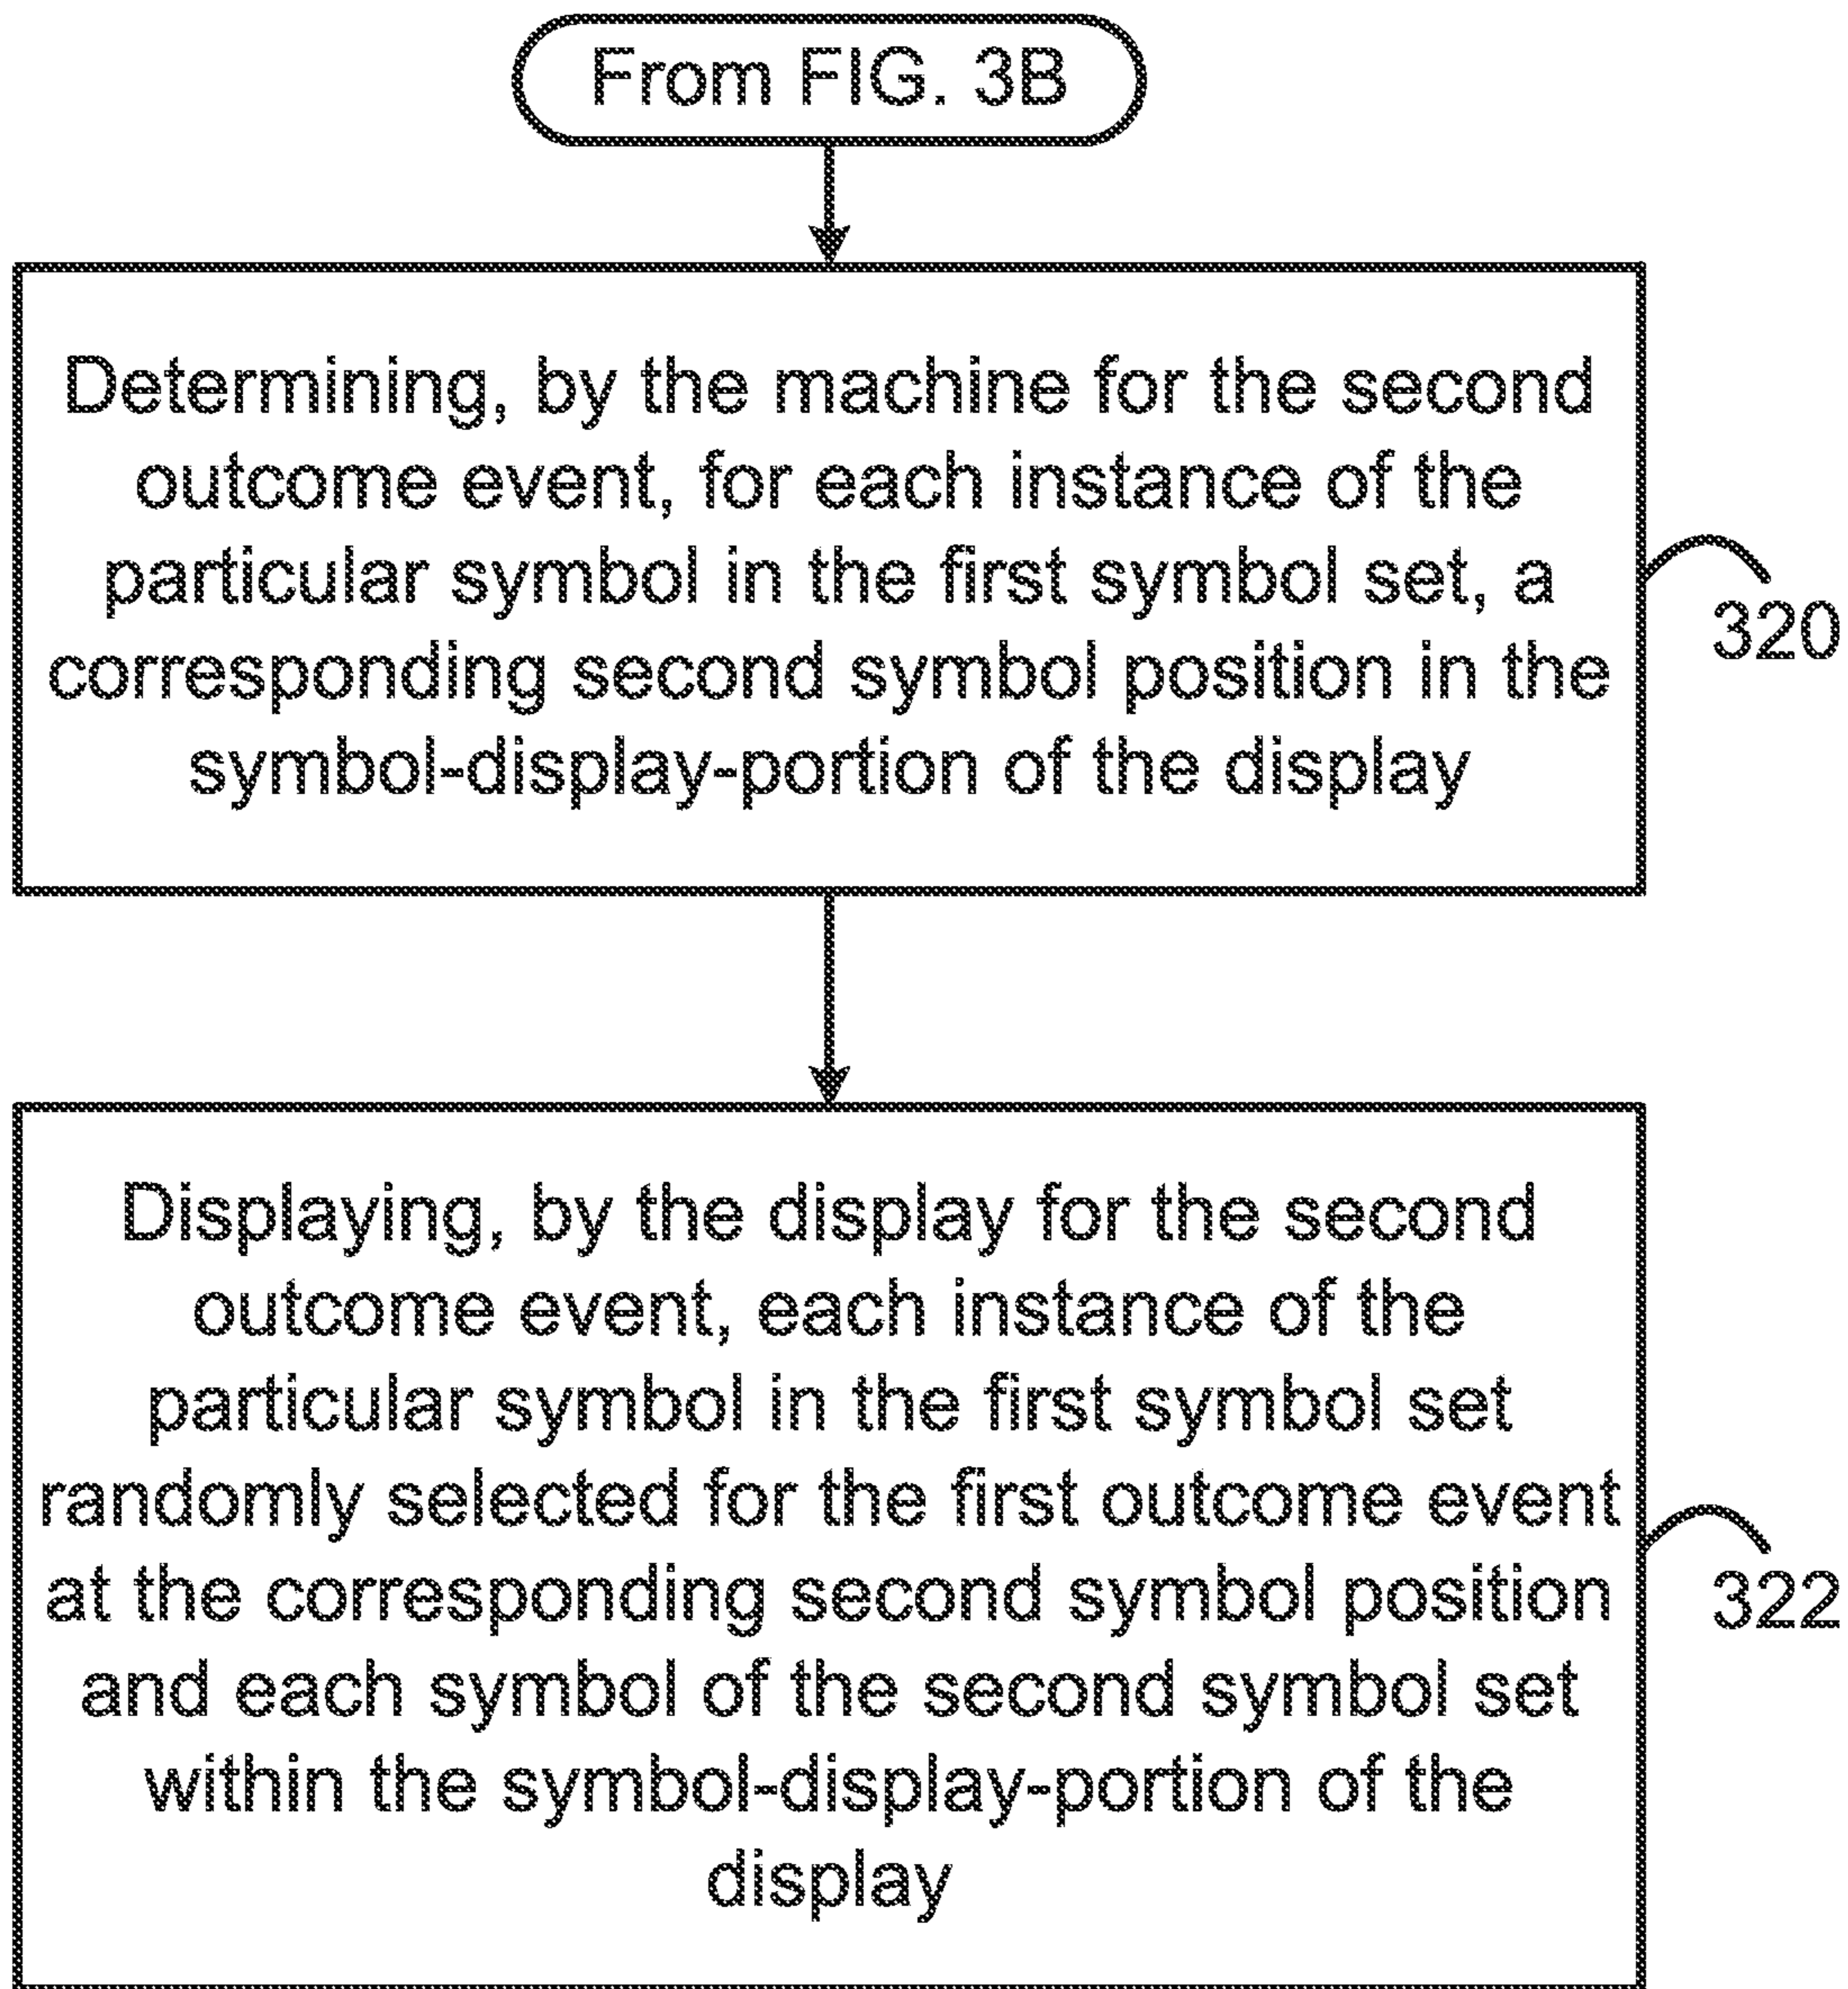 From FIG. 3B
Determining, by the machine for the second
outcome event, for each instance of the
particular symbol in the first symbol set, a
corresponding second symbol position in the
symbol-display-portion of the display
320
Displaying, by the display for the second
outcome event, each instance of the
particular symbol in the first symbol set
randomly selected for the first outcome event
at the corresponding second symbol position
and each symbol of the second symbol set
within the symbol-display-portion of the
display
322